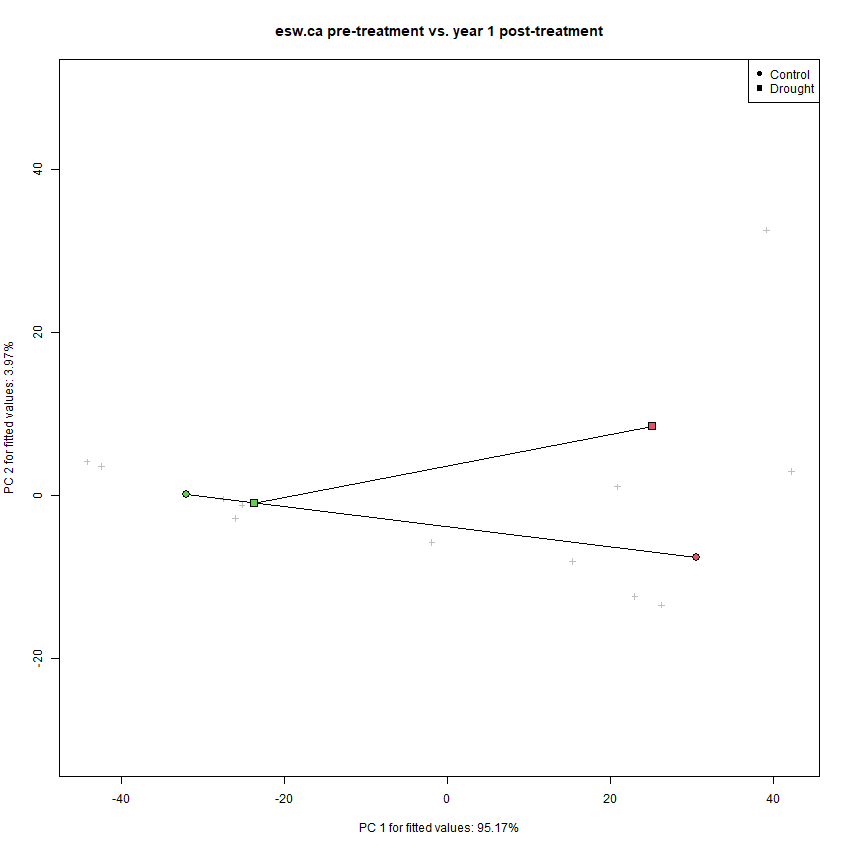 esw.ca pre-treatment vs. year 1 post-treatment
Control
Drought
40
20
0
-20
PC 2 for fitted values: 3.97%
-40
-20
0
20
40
PC 1 for fitted values: 95.17%